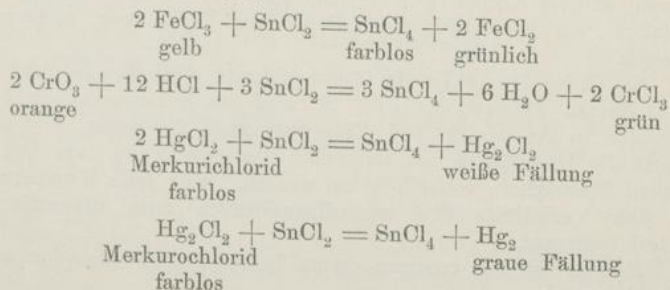 2 FeCl₃ + SnCl₂ = SnCl₄ + 2 FeCl₂
gelb farblos grünlich
2 CrO₃ + 12 HCl + 3 SnCl₂ = 3 SnCl₄ + 6 H₂O + 2 CrCl₃
orange grün
2 HgCl₂ + SnCl₂ = SnCl₄ + Hg₂Cl₂
Merkurichlorid weiße Fällung
farblos
Hg₂Cl₂ + SnCl₂ = SnCl₄ + Hg₂
Merkurochlorid graue Fällung
farblos